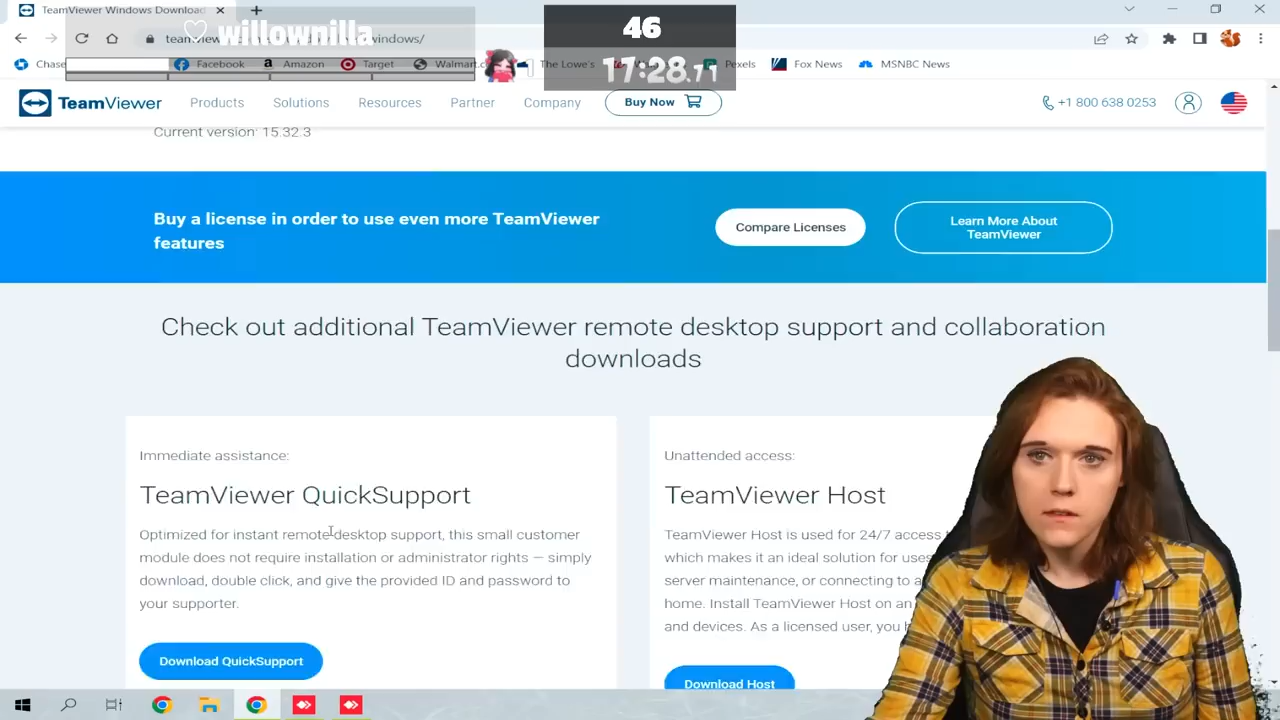 TeamViewer Windows Download
♡ willownilla
46
17:28.71
teamview
windows/
Chase
Facebook
Amazon
Target
Walmart.c
The Lowe's
Pexels
Fox News
MSNBC News
TeamViewer
Products
Solutions
Resources
Partner
Company
Buy Now
+1 800 638 0253
Current version: 15.32.3
Buy a license in order to use even more TeamViewer
features
Compare Licenses
Learn More About
TeamViewer
Check out additional TeamViewer remote desktop support and collaboration
downloads
Immediate assistance:
TeamViewer QuickSupport
Optimized for instant remote desktop support, this small customer
module does not require installation or administrator rights — simply
download, double click, and give the provided ID and password to
your supporter.
Download QuickSupport
Unattended access:
TeamViewer Host
TeamViewer Host is used for 24/7 access
which makes it an ideal solution for uses
server maintenance, or connecting to a
home. Install TeamViewer Host on an
and devices. As a licensed user, you h
Download Host